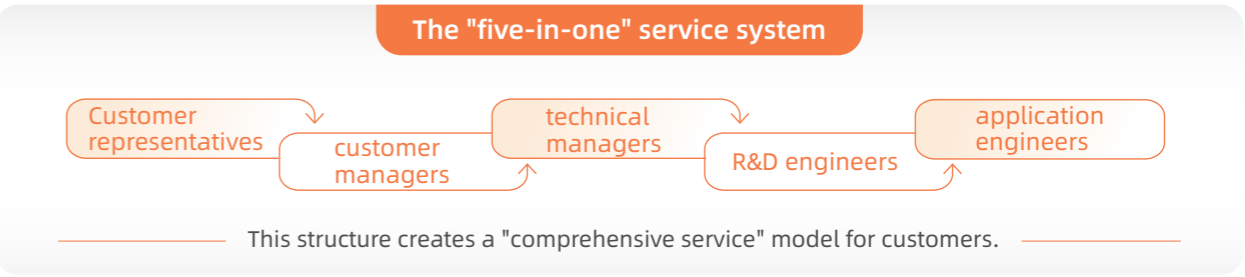 The "five-in-one" service system
Customer
representatives
customer
managers
technical
managers
R&D engineers
application
engineers
This structure creates a "comprehensive service" model for customers.